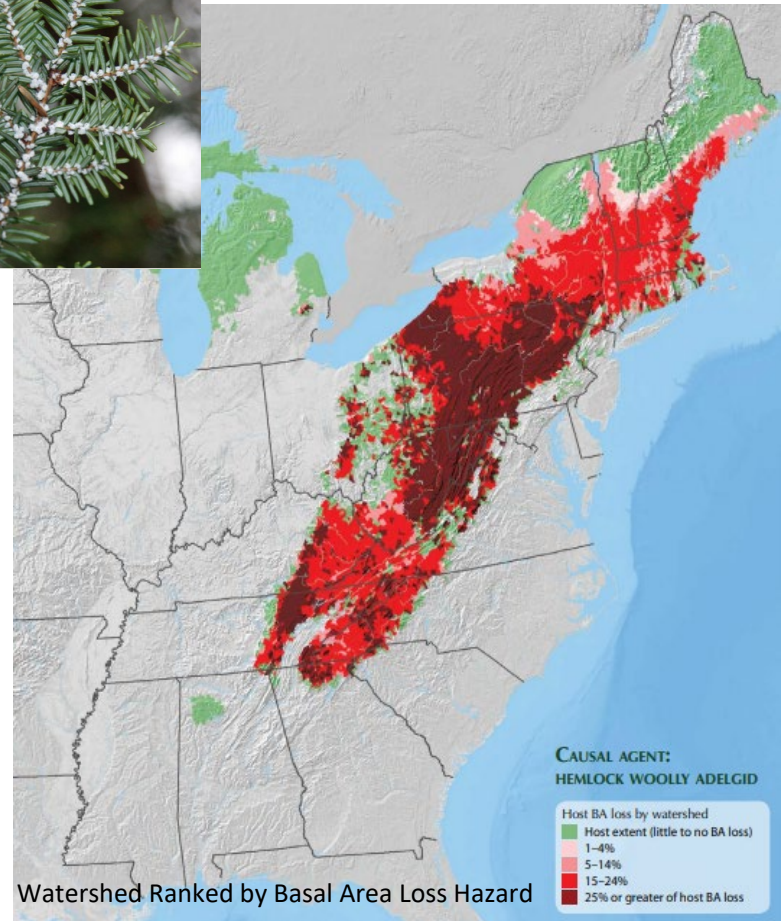 CAUSAL AGENT:
HEMLOCK WOOLLY ADELGID
Host BA loss by watershed
Host extent (little to no BA loss)
1–4%
5–14%
15–24%
25% or greater of host BA loss
Watershed Ranked by Basal Area Loss Hazard